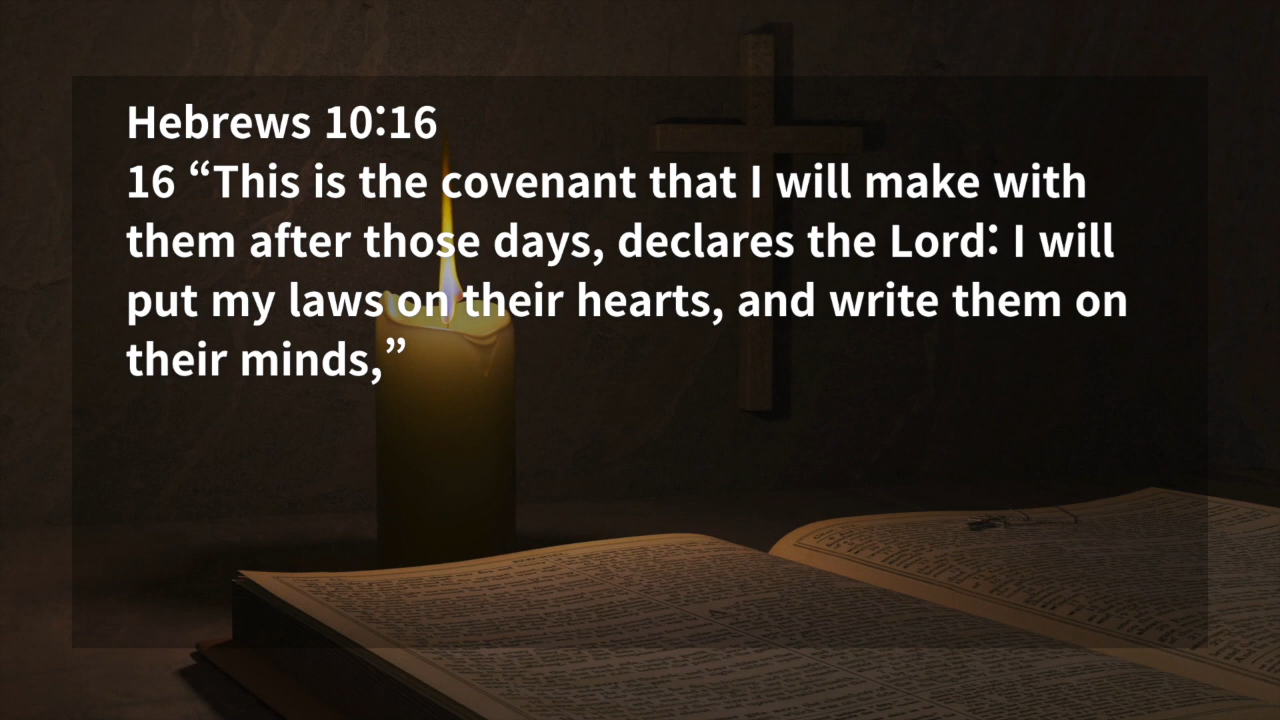 Hebrews 10:16
16 “This is the covenant that I will make with
them after those days, declares the Lord: I will
put my laws on their hearts, and write them on
their minds,”